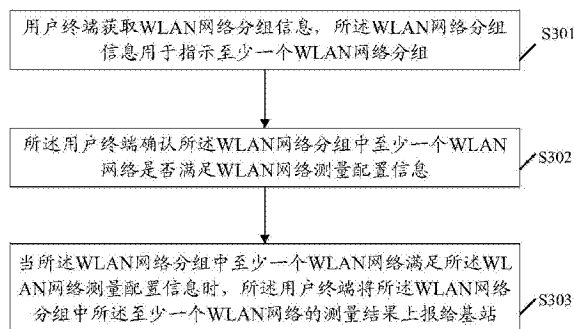 用户终端获取WLAN网络分组信息，所述WLAN网络分组
信息用于指示至少一个WLAN网络分组
S301
所述用户终端确认所述WLAN网络分组中至少一个WLAN
网络是否满足WLAN网络测量配置信息
S302
当所述WLAN网络分组中至少一个WLAN网络满足所述WL
AN网络测量配置信息时，所述用户终端将所述WLAN网络
分组中所述至少一个WLAN网络的测量结果上报给基站
S303